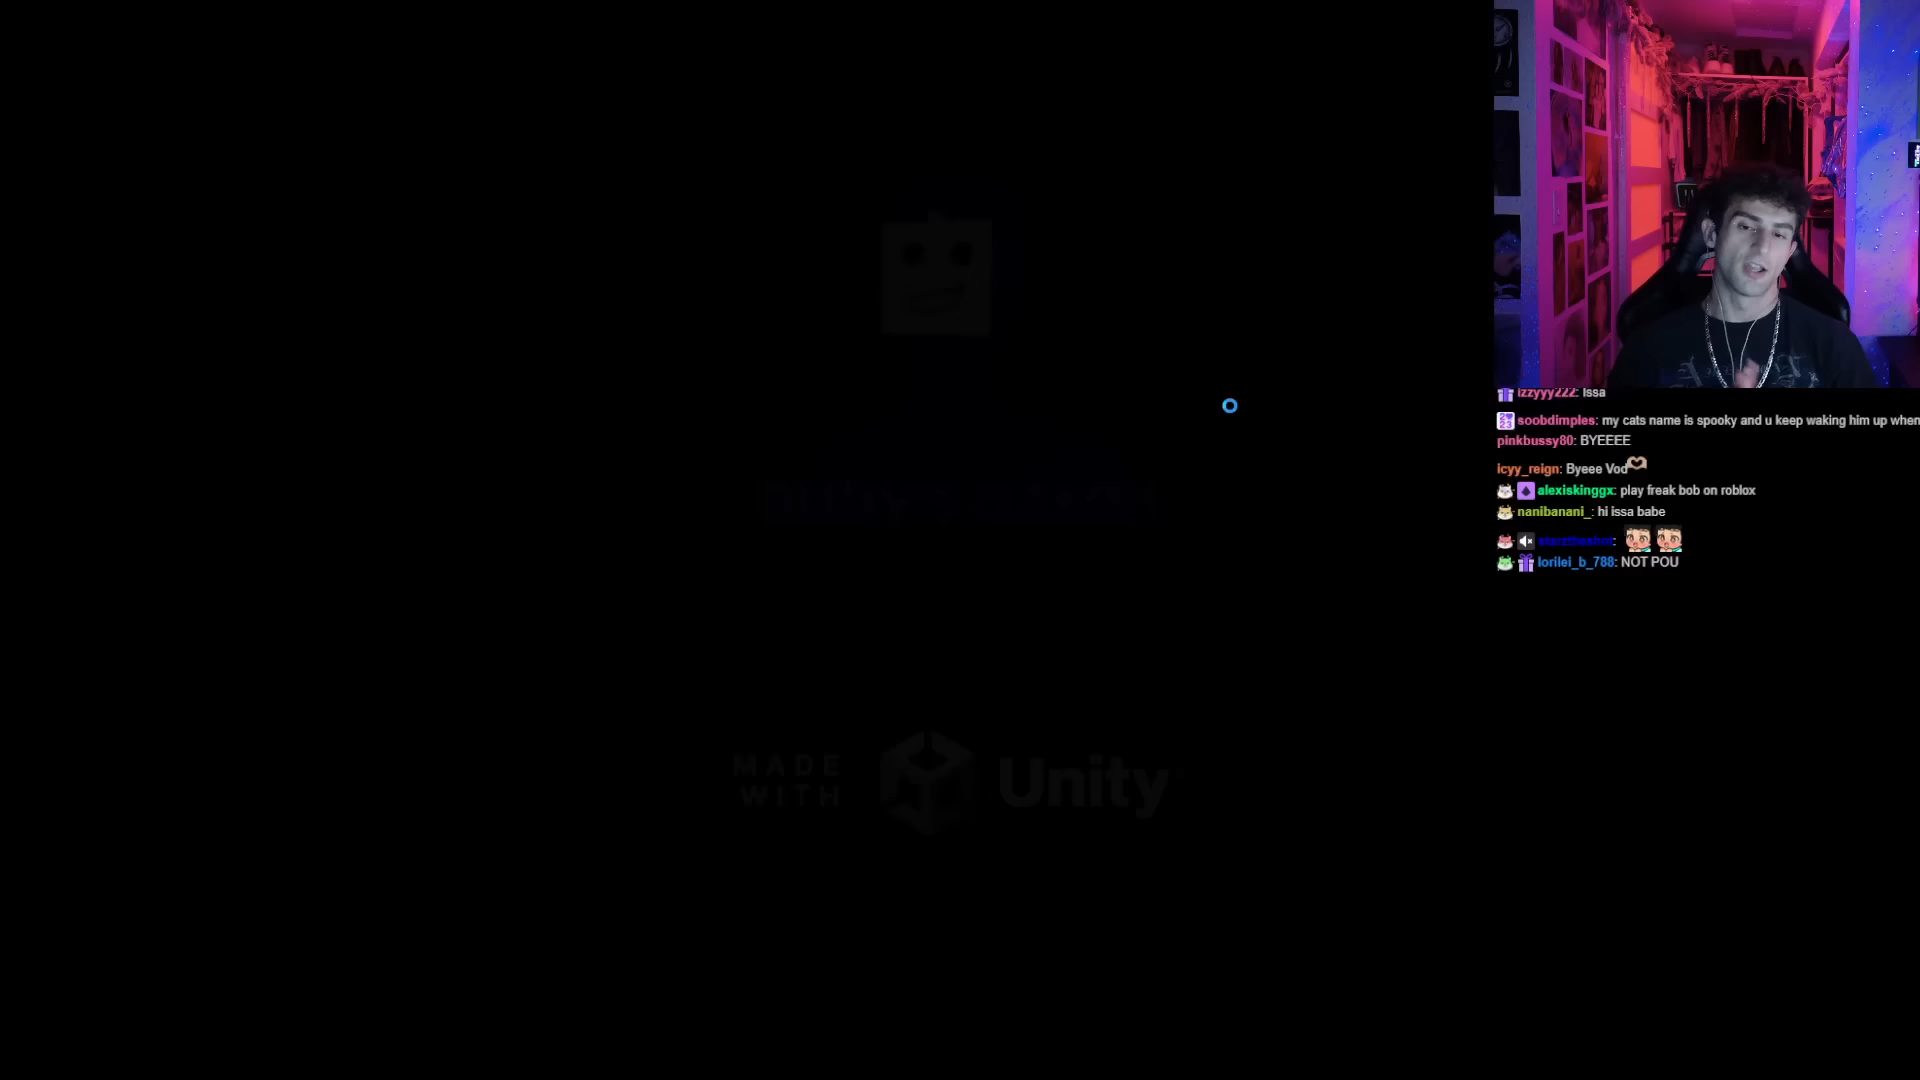 izzyyy222: Issa
soobdimples: my cats name is spooky and u keep waking him up when
pinkbussy80: BYEEEE
icyy_reign: Byeee Vod
alexiskinggx: play freak bob on roblox
nanibanani_: hi issa babe
lorilei_b_788: NOT POU
MADE
WITH
Unity